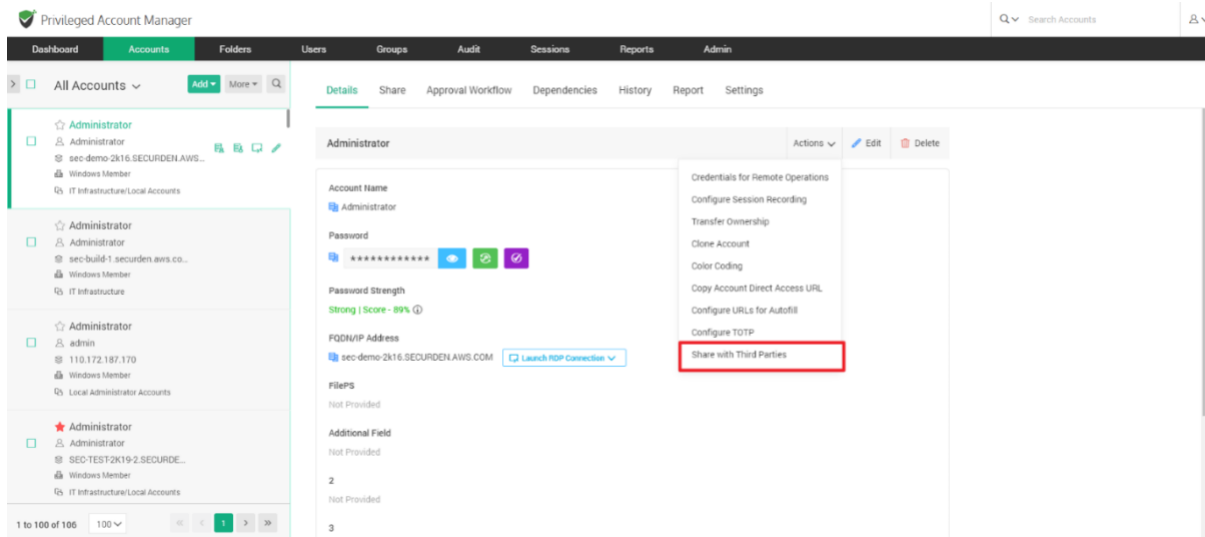 Privileged Account Manager
Search Accounts
Dashboard Accounts Folders Users Groups Audit Sessions Reports Admin
All Accounts
Add
More
Details Share Approval Workflow Dependencies History Report Settings
Administrator
Administrator
sec-demo-2k16.SECURDEN.AWS...
Windows Member
IT Infrastructure/Local Accounts
Administrator
Administrator
sec-build-1.securden.aws.co...
Windows Member
IT Infrastructure
Administrator
admin
110.172.187.170
Windows Member
Local Administrator Accounts
Administrator
Administrator
SEC-TEST-2K19-2.SECURDE...
Windows Member
IT Infrastructure/Local Accounts
1 to 100 of 106
100
« < 1 > »
Administrator
Actions
Edit
Delete
Account Name
Administrator
Password
************
Password Strength
Strong | Score - 89%
FQDN/IP Address
sec-demo-2k16.SECURDEN.AWS.COM
Launch RDP Connection
FilePS
Not Provided
Additional Field
Not Provided
2
Not Provided
3
Credentials for Remote Operations
Configure Session Recording
Transfer Ownership
Clone Account
Color Coding
Copy Account Direct Access URL
Configure URLs for Autofill
Configure TOTP
Share with Third Parties